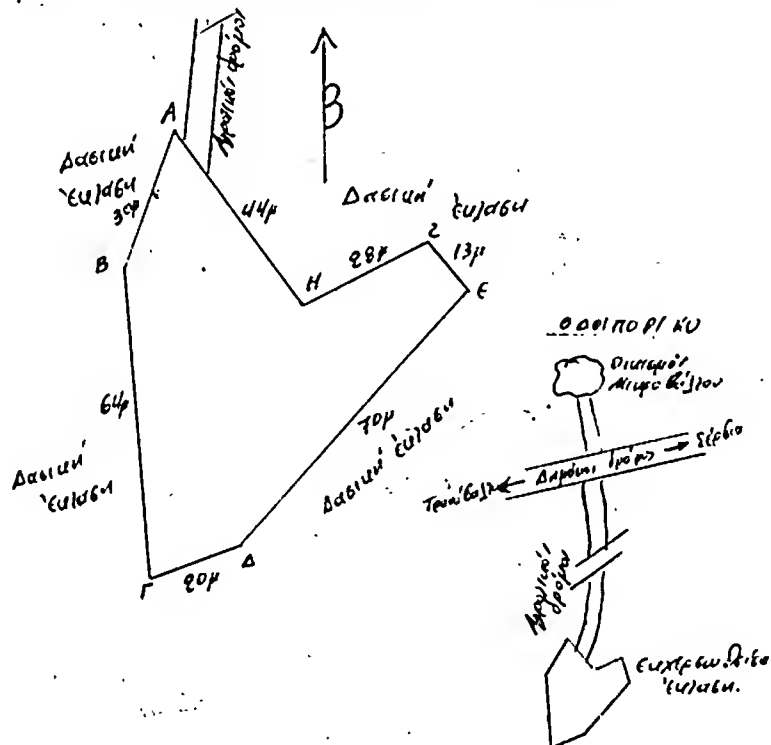 Αγροτικός δρόμος
Β
Α
Δασική
Έκταση
30μ
44μ
Δασική
Έκταση
Β
28μ
Ζ
13μ
Η
Ε
64μ
70μ
Δασική Έκταση
Δασική
Έκταση
Γ
20μ
Δ
ΟΔΟΙΠΟΡΙΚΟ
Οικισμός
Μικροβάλτου
Δημόσιος δρόμος
Σέρβια
Αγροτικός
δρόμος
Έκταση.